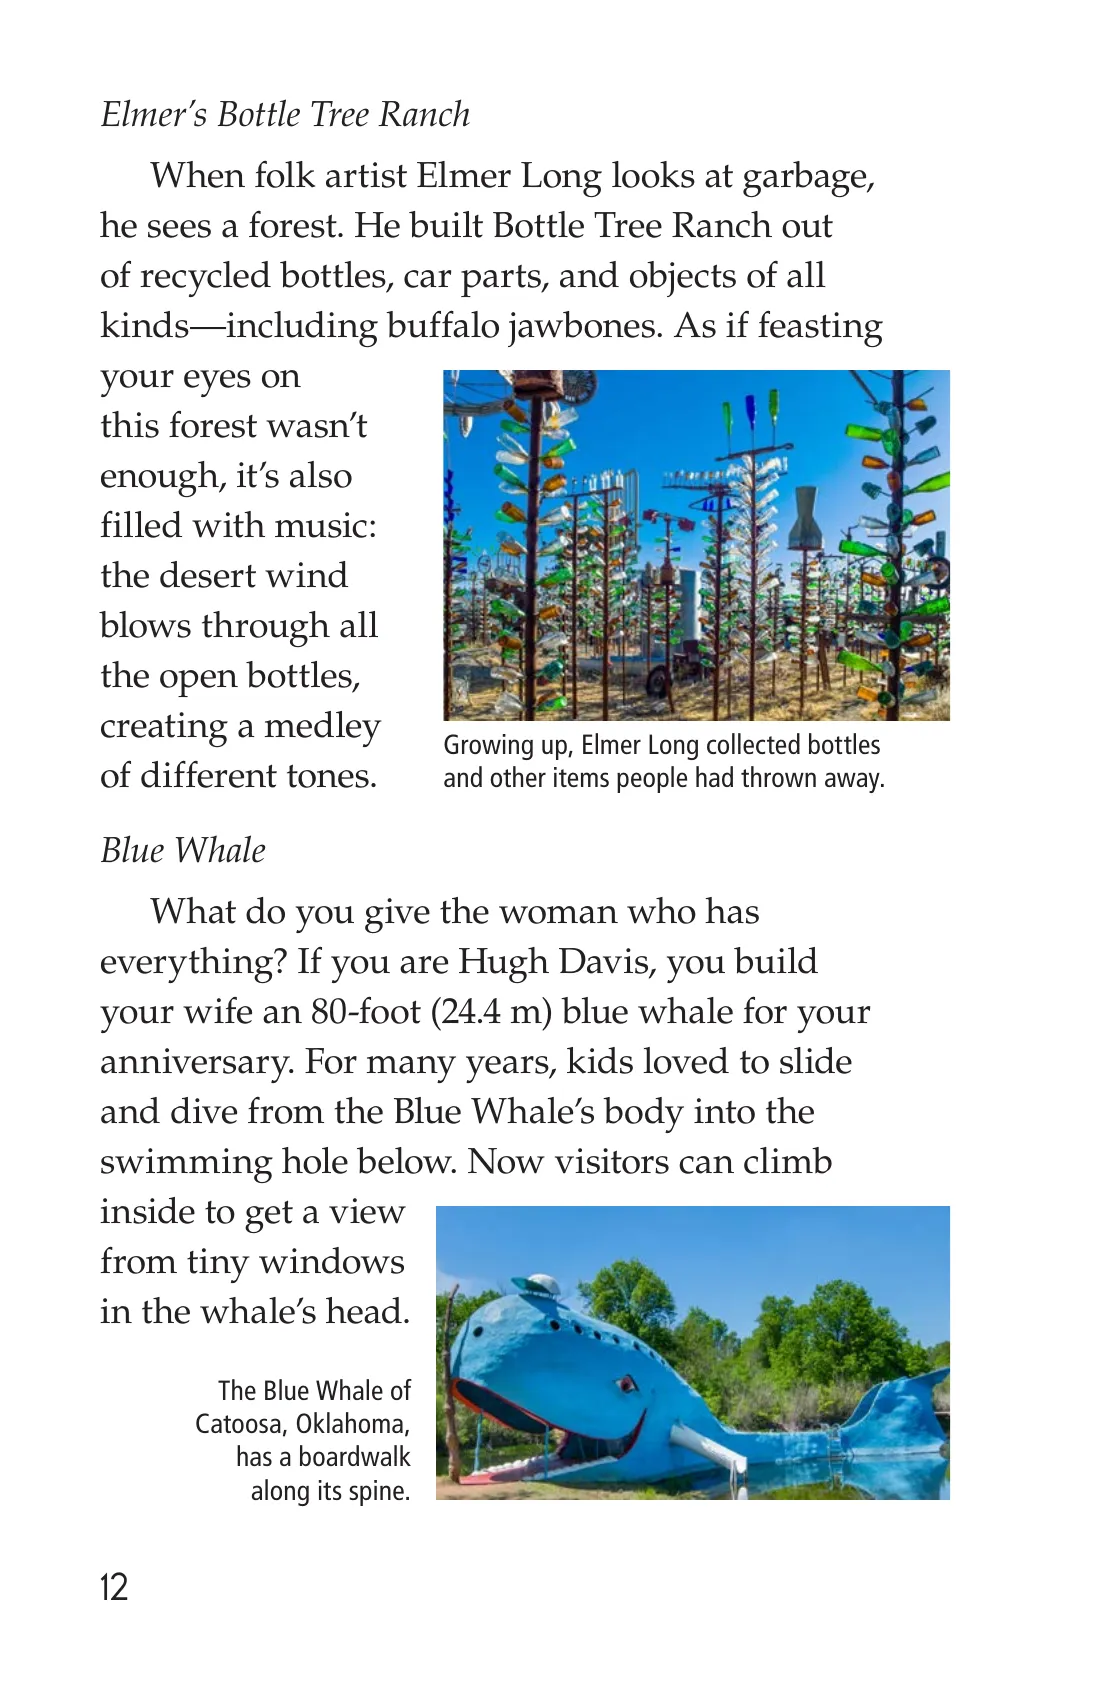 Elmer’s Bottle Tree Ranch
When folk artist Elmer Long looks at garbage,
he sees a forest. He built Bottle Tree Ranch out
of recycled bottles, car parts, and objects of all
kinds—including buffalo jawbones. As if feasting
your eyes on
this forest wasn’t
enough, it’s also
filled with music:
the desert wind
blows through all
the open bottles,
creating a medley
of different tones.
Growing up, Elmer Long collected bottles
and other items people had thrown away.
Blue Whale
What do you give the woman who has
everything? If you are Hugh Davis, you build
your wife an 80-foot (24.4 m) blue whale for your
anniversary. For many years, kids loved to slide
and dive from the Blue Whale’s body into the
swimming hole below. Now visitors can climb
inside to get a view
from tiny windows
in the whale’s head.
The Blue Whale of
Catoosa, Oklahoma,
has a boardwalk
along its spine.
12